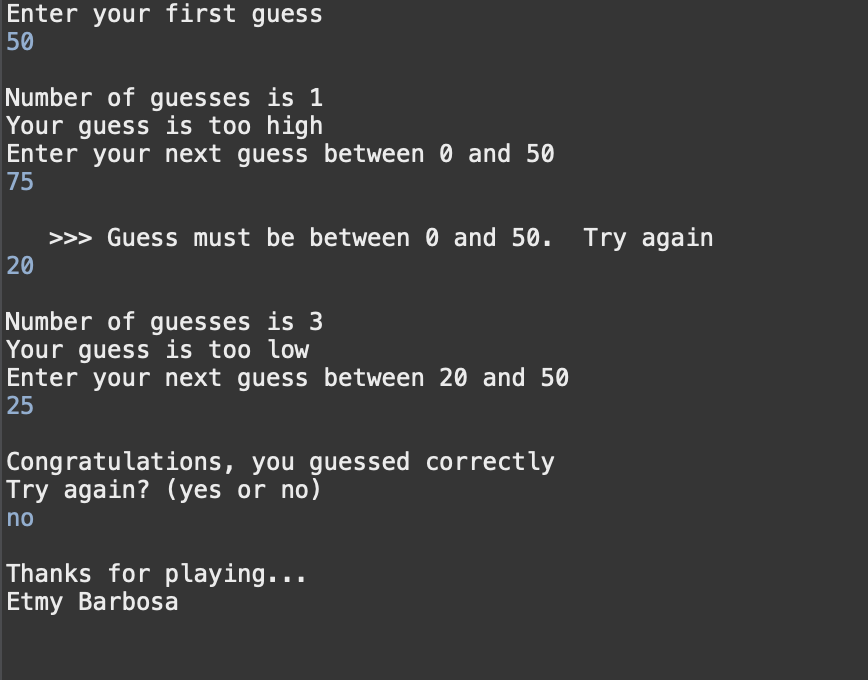 Enter your first guess
50
Number of guesses is 1
Your guess is too high
Enter your next guess between 0 and 50
75
>>> Guess must be between 0 and 50.  Try again
20
Number of guesses is 3
Your guess is too low
Enter your next guess between 20 and 50
25
Congratulations, you guessed correctly
Try again? (yes or no)
no
Thanks for playing...
Etmy Barbosa